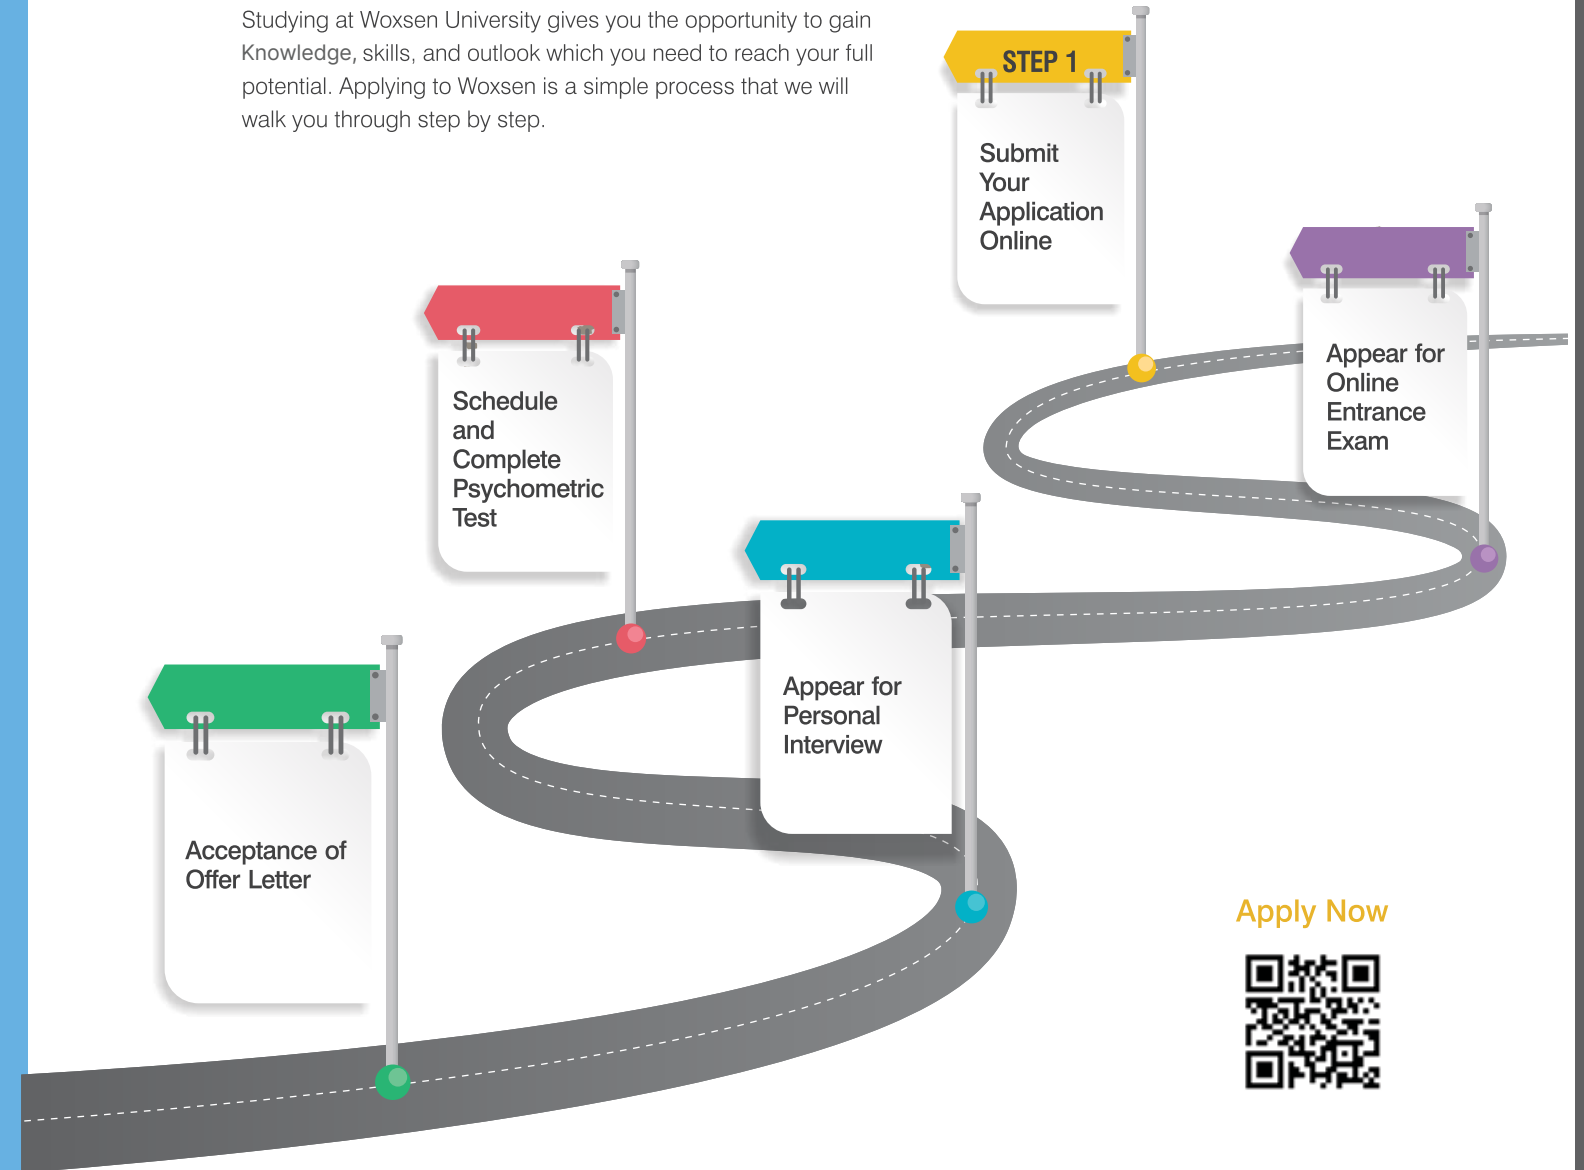 Studying at Woxsen University gives you the opportunity to gain
Knowledge, skills, and outlook which you need to reach your full
potential. Applying to Woxsen is a simple process that we will
walk you through step by step.
STEP 1
Submit
Your
Application
Online
Appear for
Online
Entrance
Exam
Schedule
and
Complete
Psychometric
Test
Appear for
Personal
Interview
Acceptance of
Offer Letter
Apply Now